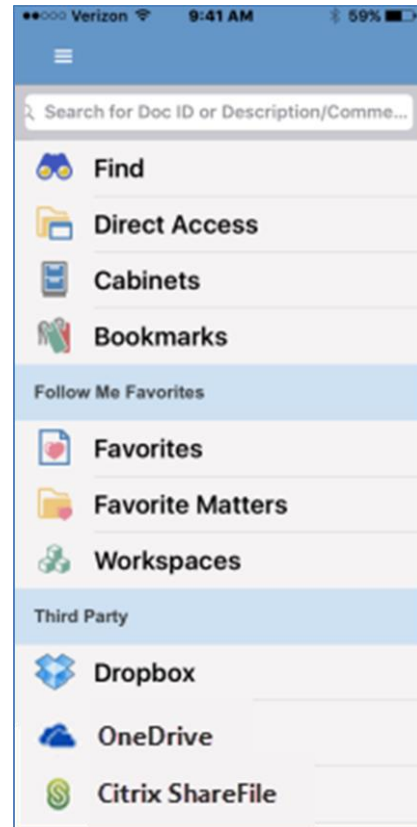 Verizon 9:41 AM 59%
Search for Doc ID or Description/Comme...
Find
Direct Access
Cabinets
Bookmarks
Follow Me Favorites
Favorites
Favorite Matters
Workspaces
Third Party
Dropbox
OneDrive
Citrix ShareFile